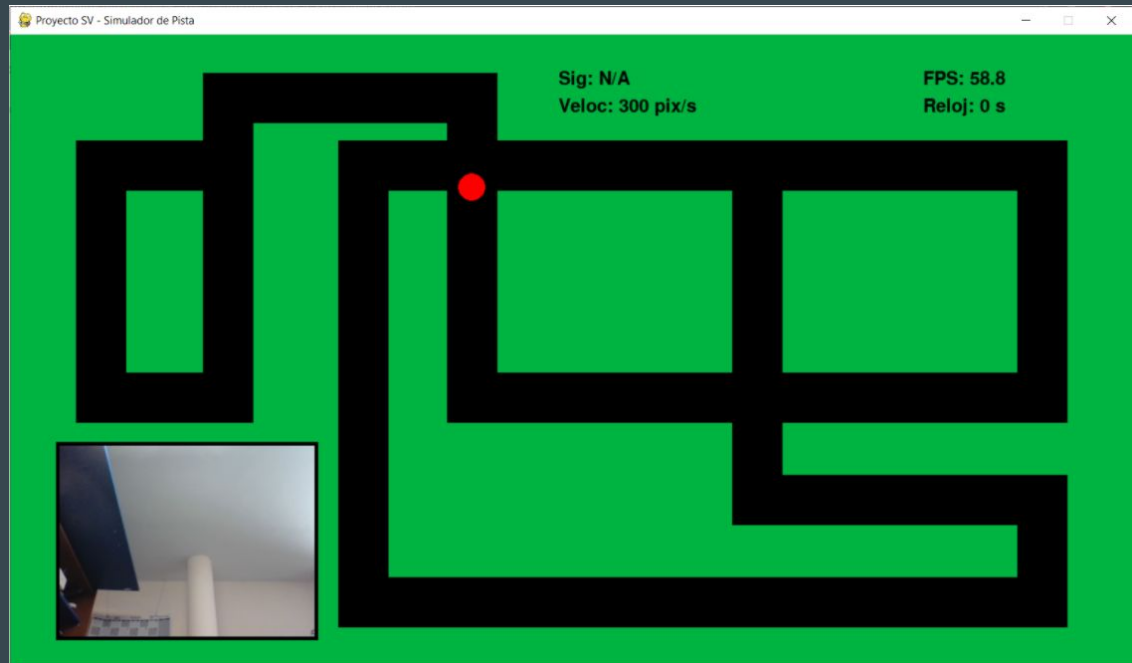 Proyecto SV - Simulador de Pista
Sig: N/A
FPS: 58.8
Veloc: 300 pix/s
Reloj: 0 s